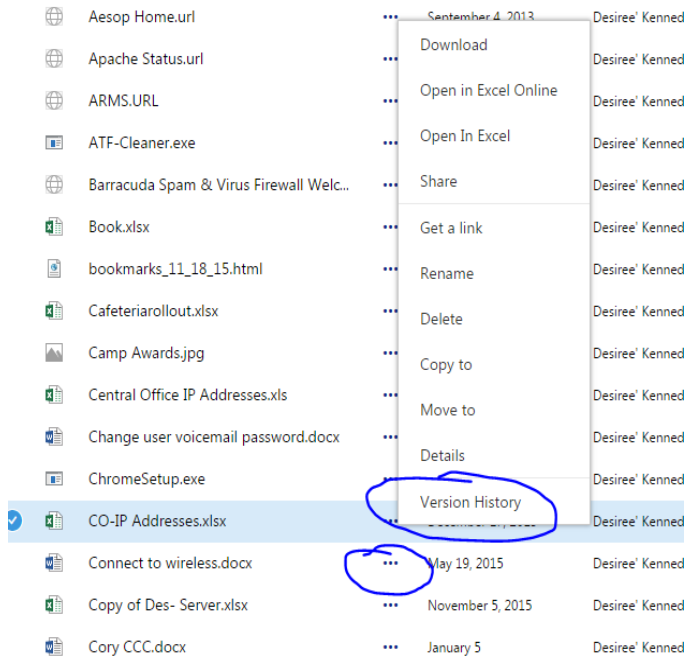 Aesop Home.url ... September 4, 2013 Desiree' Kenned
Download
Apache Status.url ... Desiree' Kenned
Open in Excel Online
ARMS.URL ... Desiree' Kenned
Open In Excel
ATF-Cleaner.exe ... Desiree' Kenned
Share
Barracuda Spam & Virus Firewall Welc... ... Desiree' Kenned
Book.xlsx ... Get a link Desiree' Kenned
bookmarks_11_18_15.html ... Rename Desiree' Kenned
Cafeteriarollout.xlsx ... Delete Desiree' Kenned
Camp Awards.jpg ... Copy to Desiree' Kenned
Central Office IP Addresses.xls ... Move to Desiree' Kenned
Change user voicemail password.docx ... Desiree' Kenned
Details
ChromeSetup.exe ... Desiree' Kenned
Version History
CO-IP Addresses.xlsx ... Desiree' Kenned
Connect to wireless.docx ... May 19, 2015 Desiree' Kenned
Copy of Des- Server.xlsx ... November 5, 2015 Desiree' Kenned
Cory CCC.docx ... January 5 Desiree' Kenned